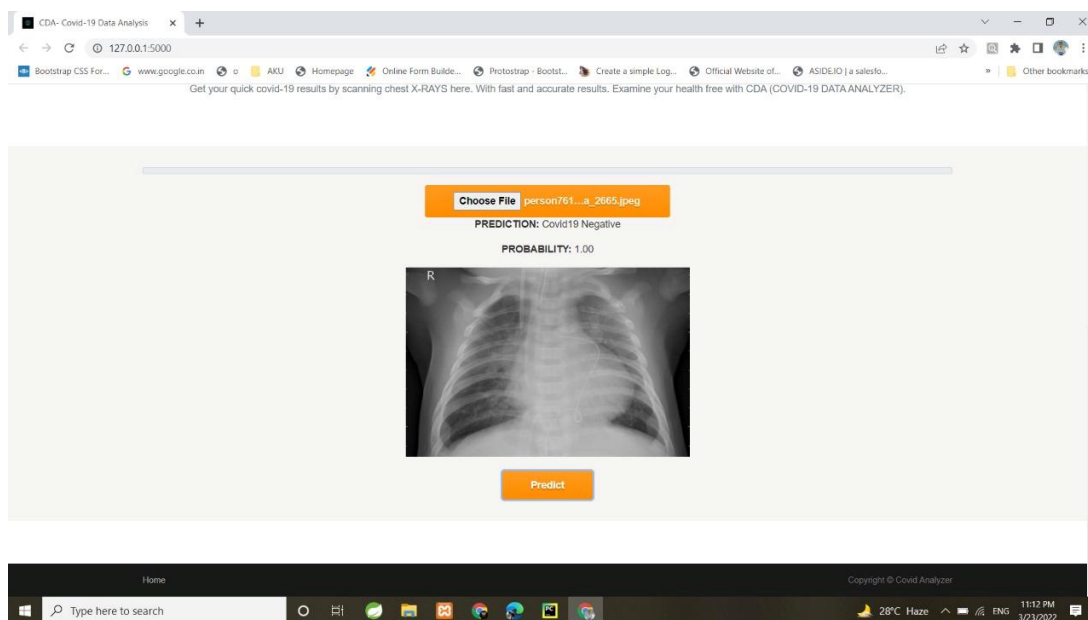 CDA- Covid-19 Data Analysis
127.0.0.1:5000
Bootstrap CSS For... www.google.co.in o AKU Homepage Online Form Builde... Protostrap - Bootst... Create a simple Log... Official Website of... ASIDE.IO | a salesfo... » Other bookmarks
Get your quick covid-19 results by scanning chest X-RAYS here. With fast and accurate results. Examine your health free with CDA (COVID-19 DATA ANALYZER).
Choose File person761...a_2665.jpeg
PREDICTION: Covid19 Negative
PROBABILITY: 1.00
R
Predict
Home Copyright © Covid Analyzer
Type here to search 28°C Haze ENG 11:12 PM
3/23/2022